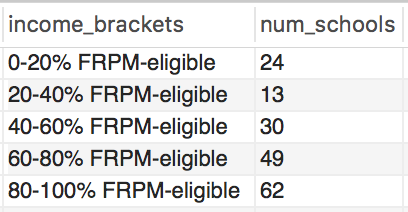 income_brackets num_schools
0-20% FRPM-eligible 24
20-40% FRPM-eligible 13
40-60% FRPM-eligible 30
60-80% FRPM-eligible 49
80-100% FRPM-eligible 62